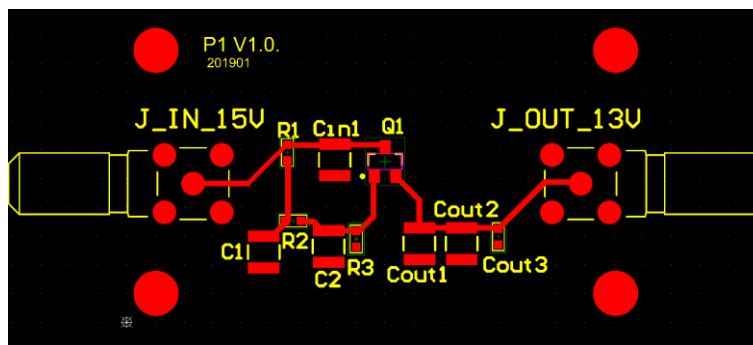 P1 V1.0.
201901
J_IN_15V
R1
Cin1
Q1
J_OUT_13V
C1
R2
C2
R3
Cout1
Cout2
Cout3